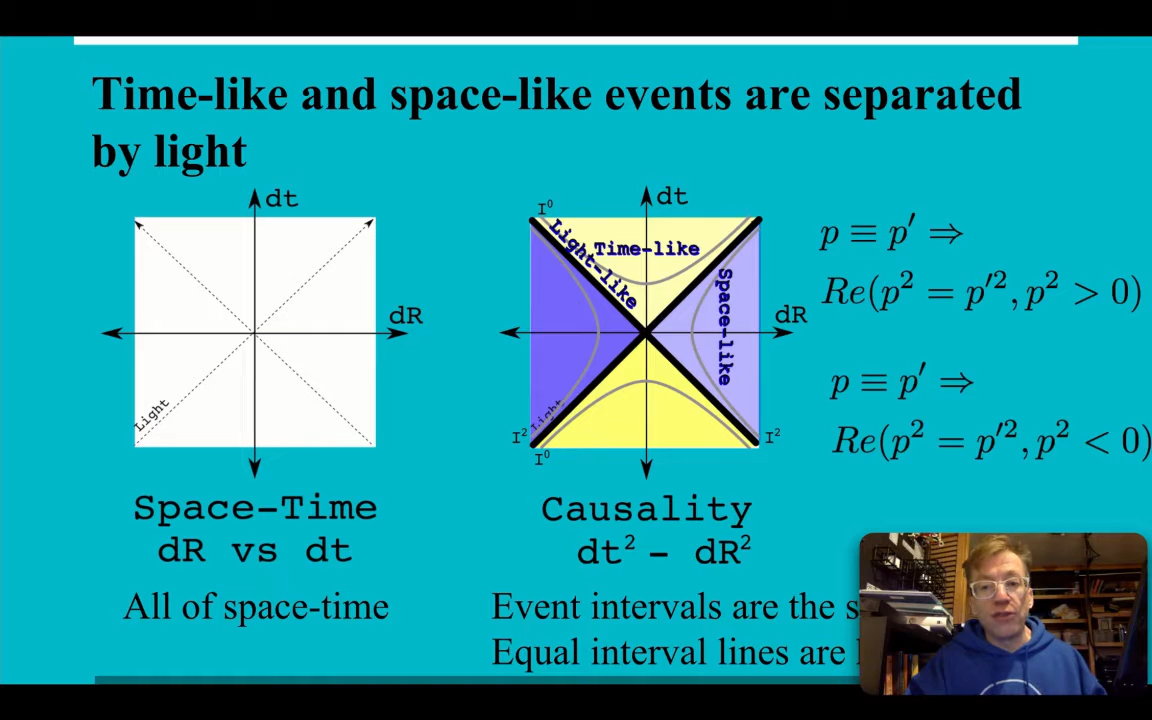 Time-like and space-like events are separated
by light
dt
dR
Light
Space-Time
dR vs dt
All of space-time
I⁰
dt
Light-like
Time-like
Space-like
dR
Light
I²
I⁰
I²
Causality
dt² - dR²
Event intervals are the
Equal interval lines are
p ≡ p′ ⇒
Re(p² = p′², p² > 0)
p ≡ p′ ⇒
Re(p² = p′², p² < 0)